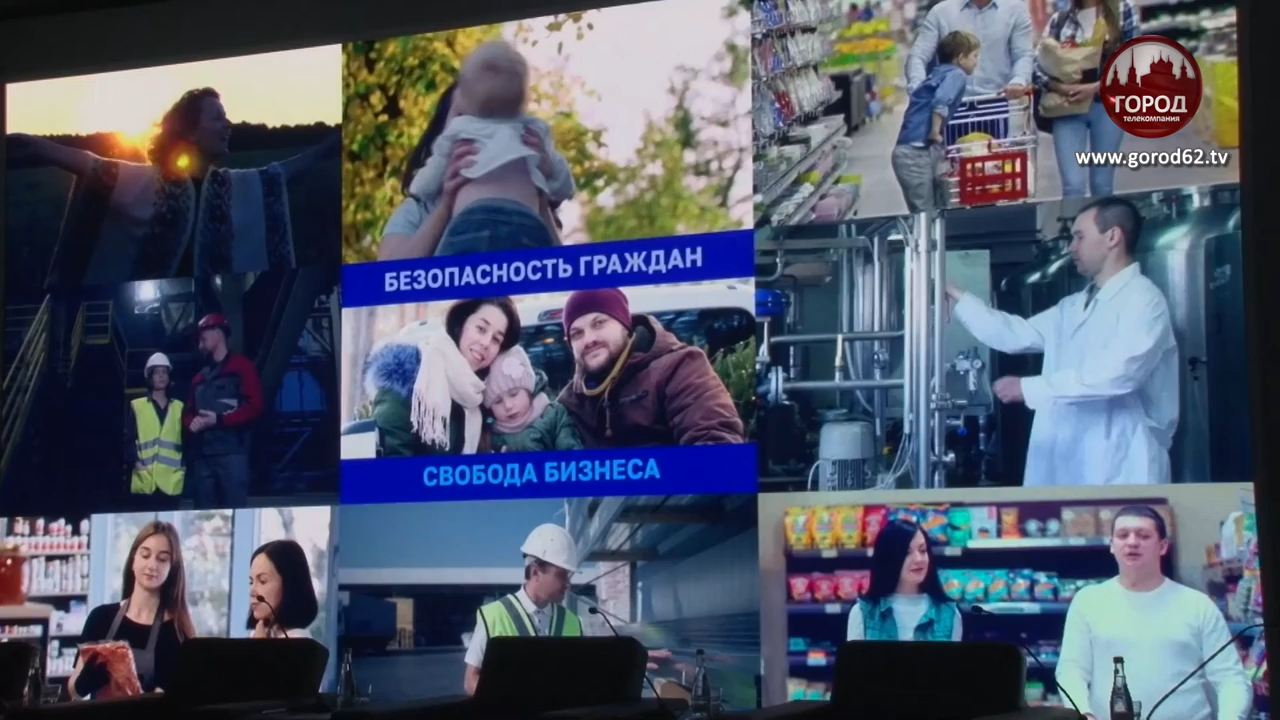 ГОРОД
телекомпания
www.gorod62.tv
БЕЗОПАСНОСТЬ ГРАЖДАН
СВОБОДА БИЗНЕСА